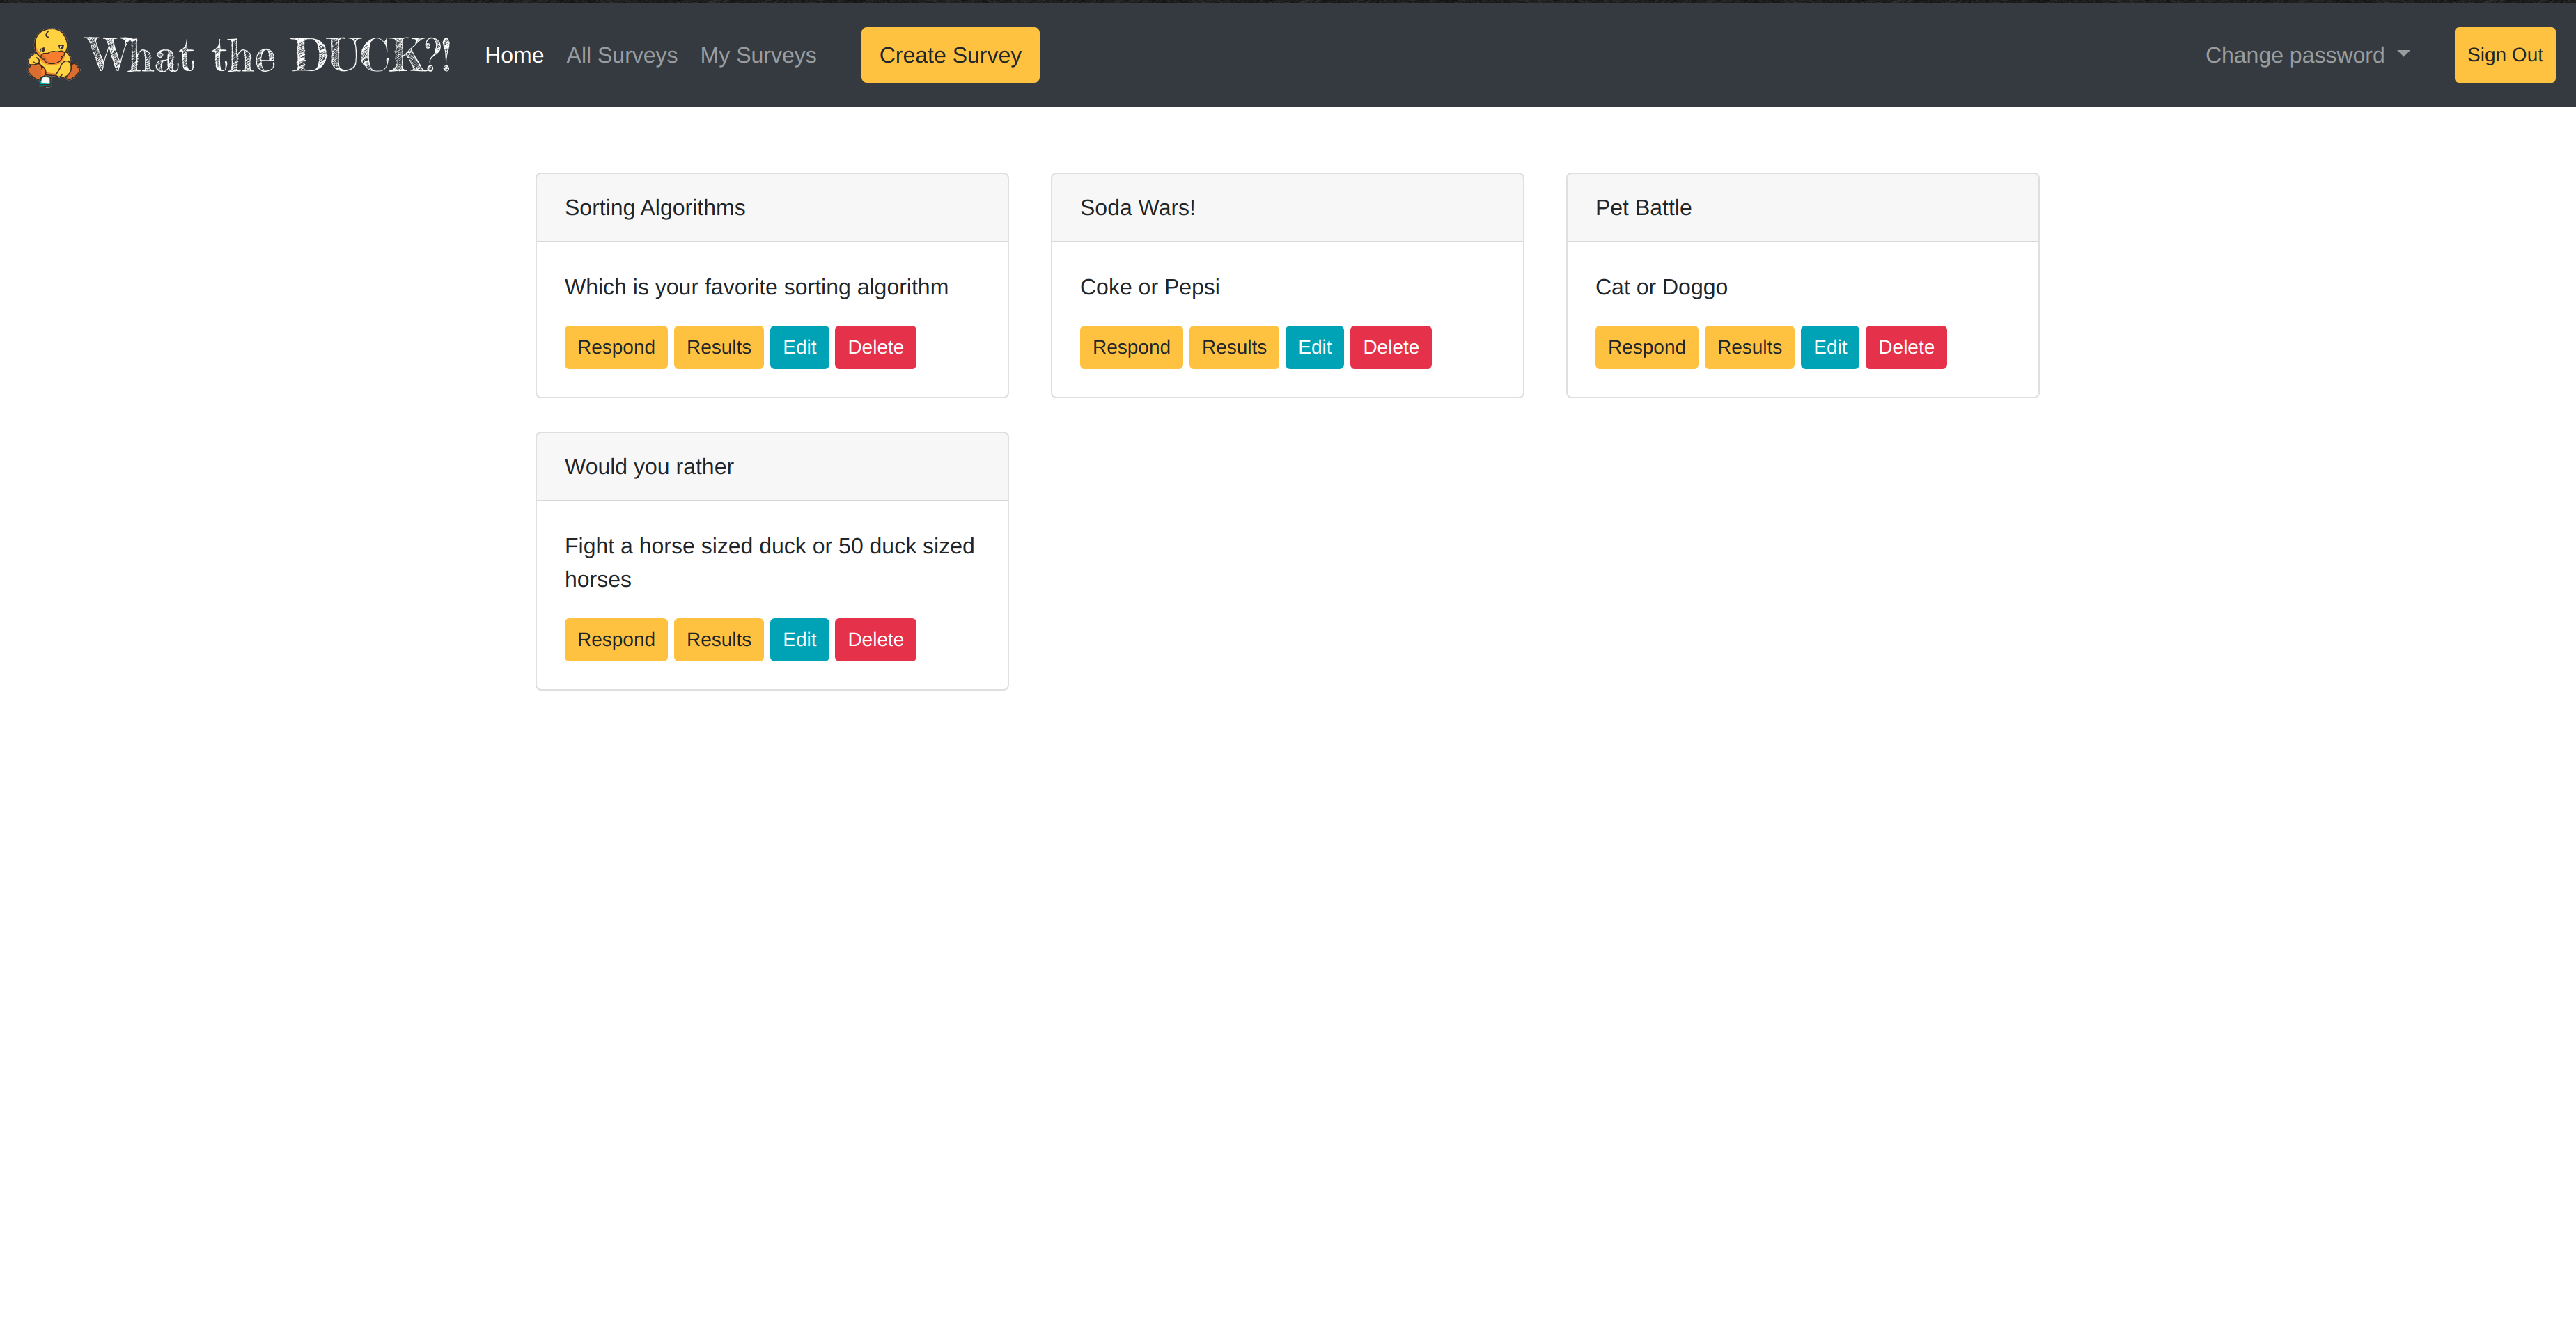 What the DUCK?! Home All Surveys My Surveys Create Survey Change password Sign Out
Sorting Algorithms
Which is your favorite sorting algorithm
Respond Results Edit Delete
Soda Wars!
Coke or Pepsi
Respond Results Edit Delete
Pet Battle
Cat or Doggo
Respond Results Edit Delete
Would you rather
Fight a horse sized duck or 50 duck sized
horses
Respond Results Edit Delete